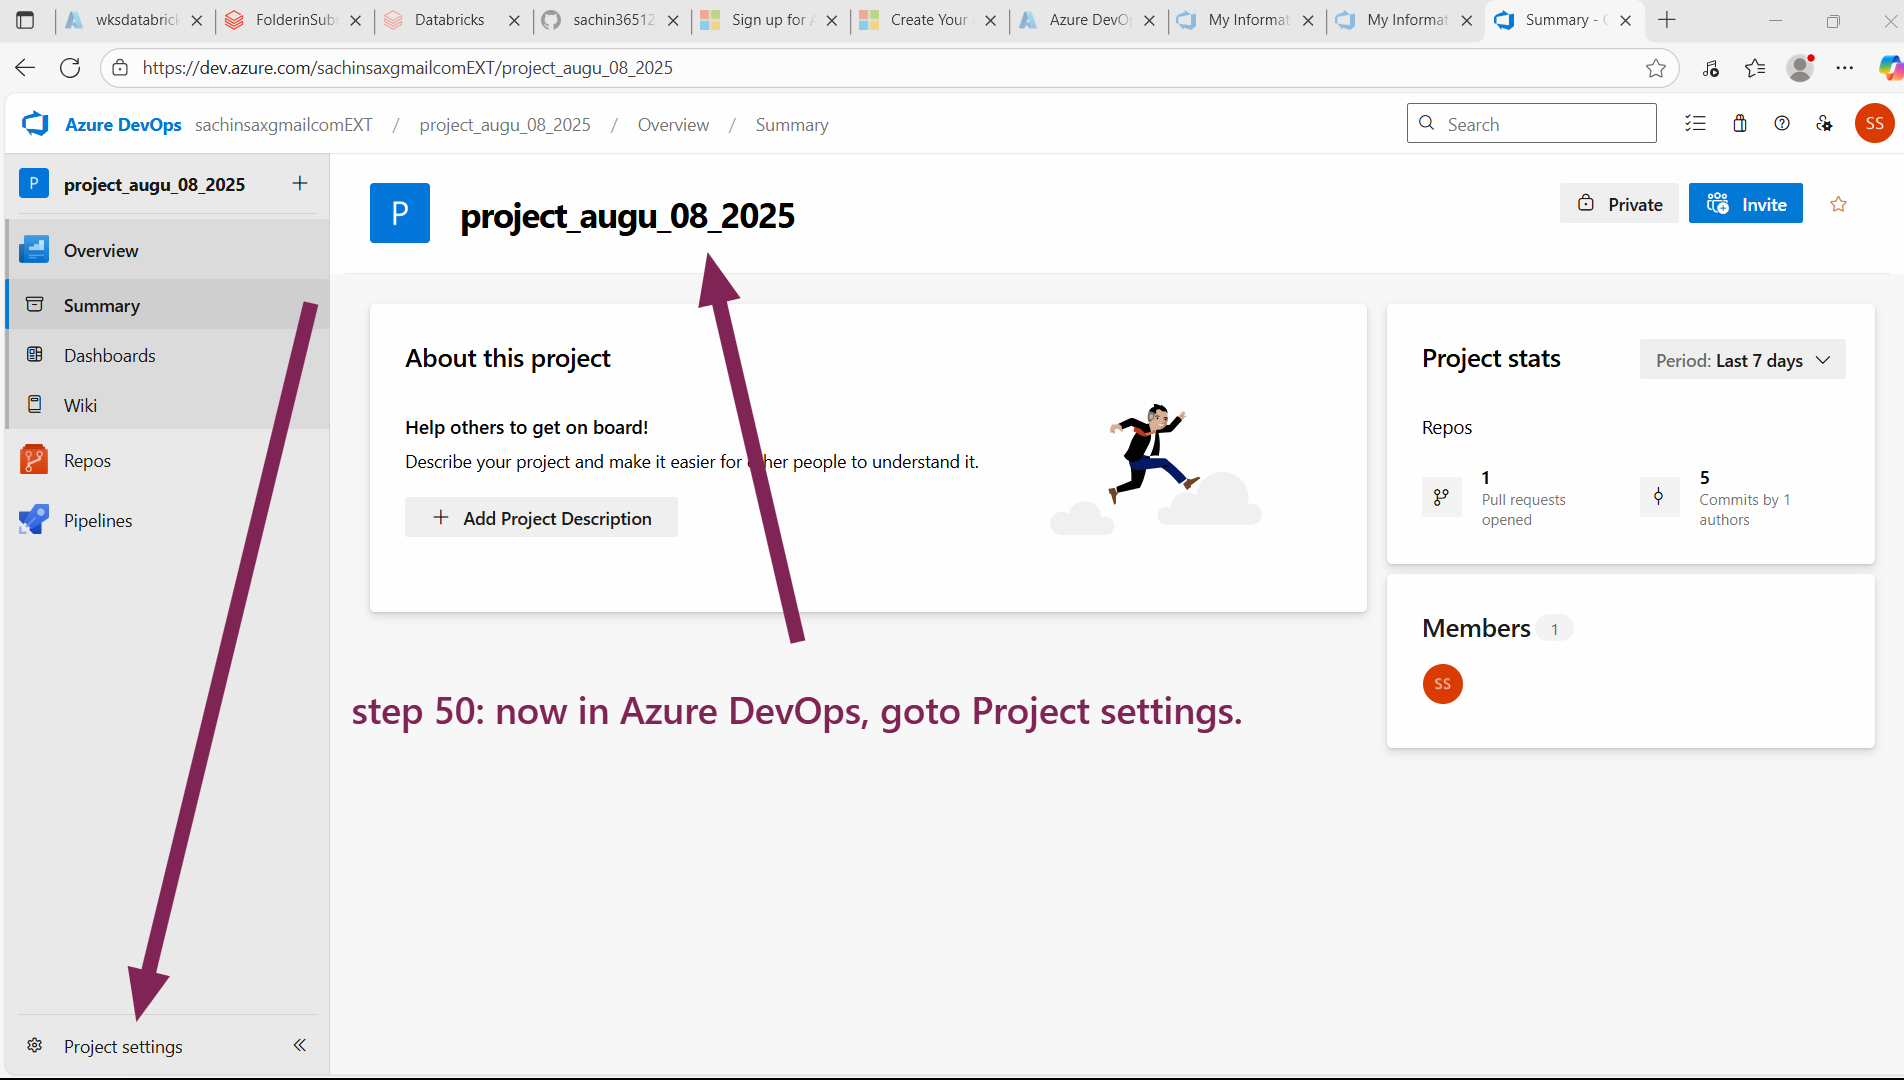 wksdatabrick
FolderinSubr
Databricks
sachin36512
Sign up for A
Create Your A
Azure DevOp
My Informat
My Informat
Summary - O
https://dev.azure.com/sachinsaxgmailcomEXT/project_augu_08_2025
Azure DevOps sachinsaxgmailcomEXT / project_augu_08_2025 / Overview / Summary
Search
SS
P project_augu_08_2025
Overview
Summary
Dashboards
Wiki
Repos
Pipelines
Project settings
P project_augu_08_2025
Private
Invite
About this project
Help others to get on board!
Describe your project and make it easier for other people to understand it.
+ Add Project Description
step 50: now in Azure DevOps, goto Project settings.
Project stats
Period: Last 7 days
Repos
1
Pull requests
opened
5
Commits by 1
authors
Members 1
SS